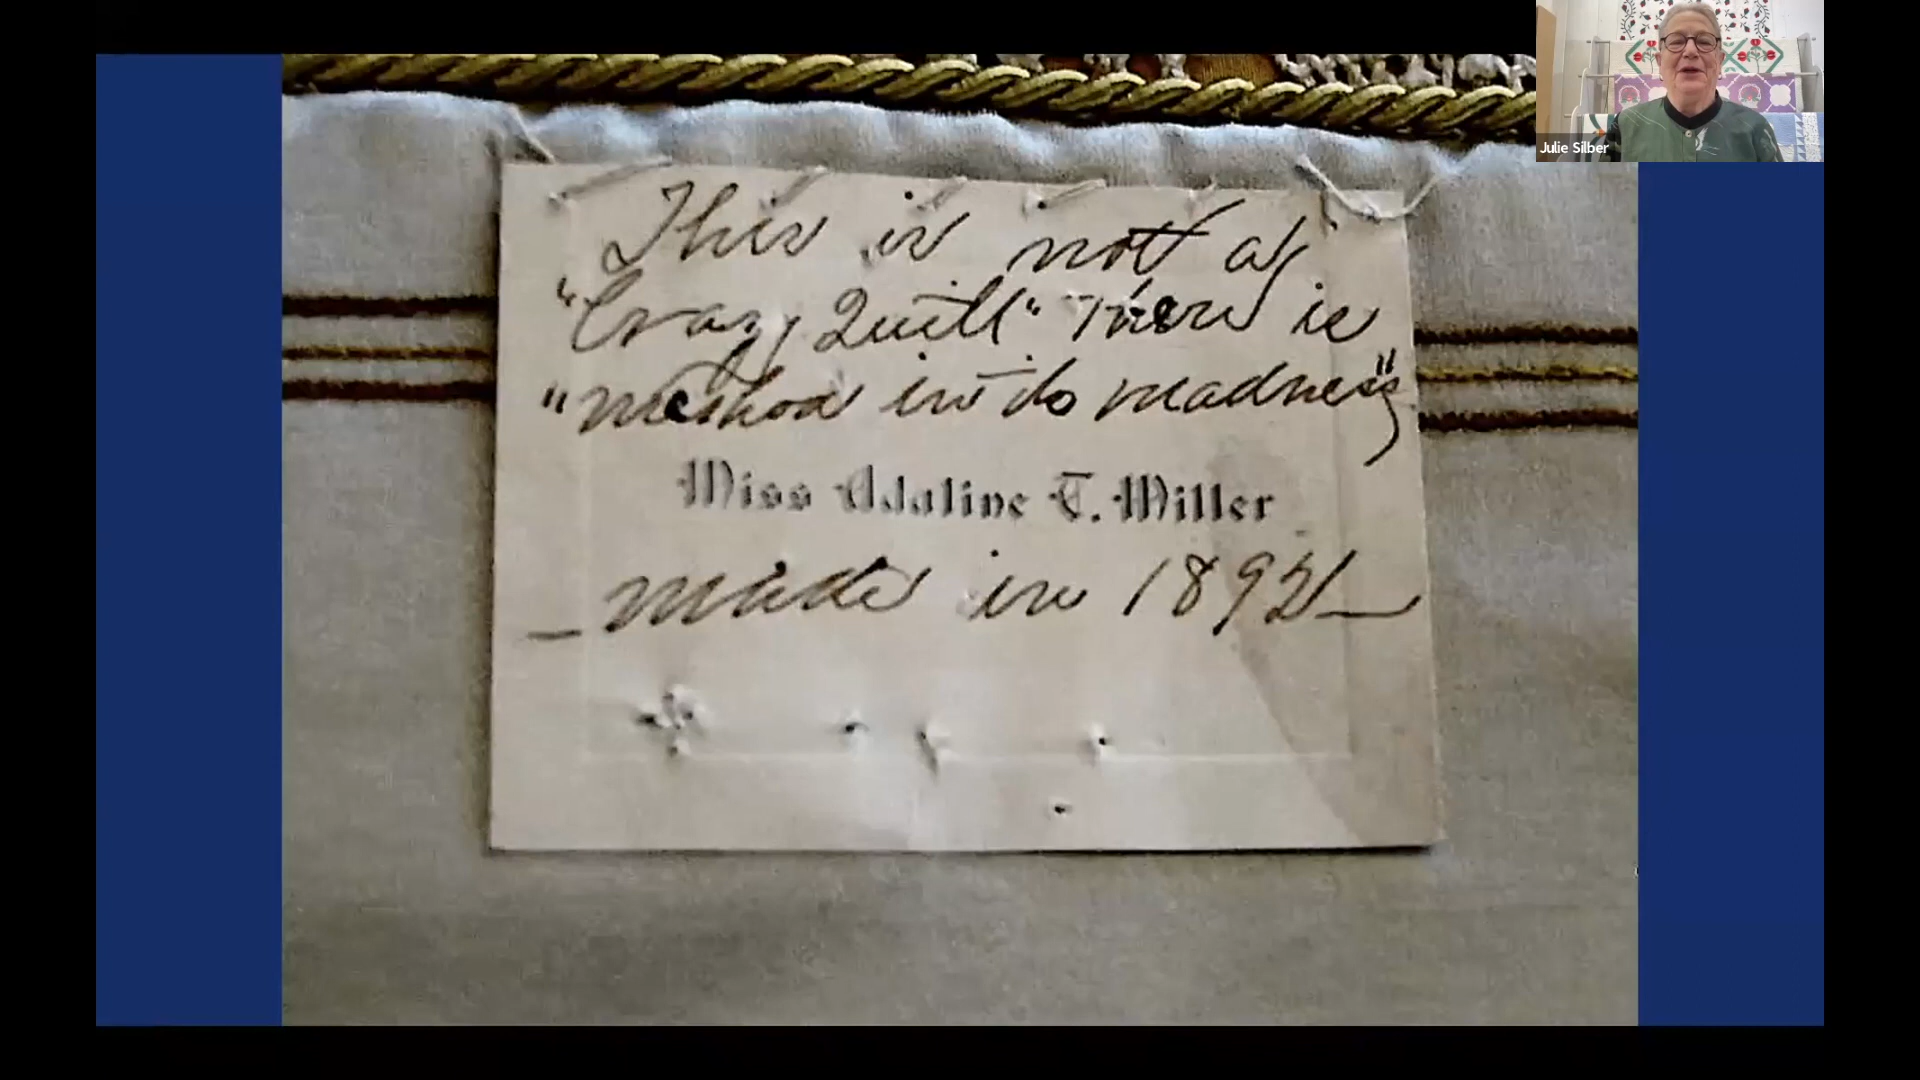 This is not a
"Crazy Quilt" There is
"method in its madness"
Miss Adaline T. Miller
made in 1892
Julie Silber